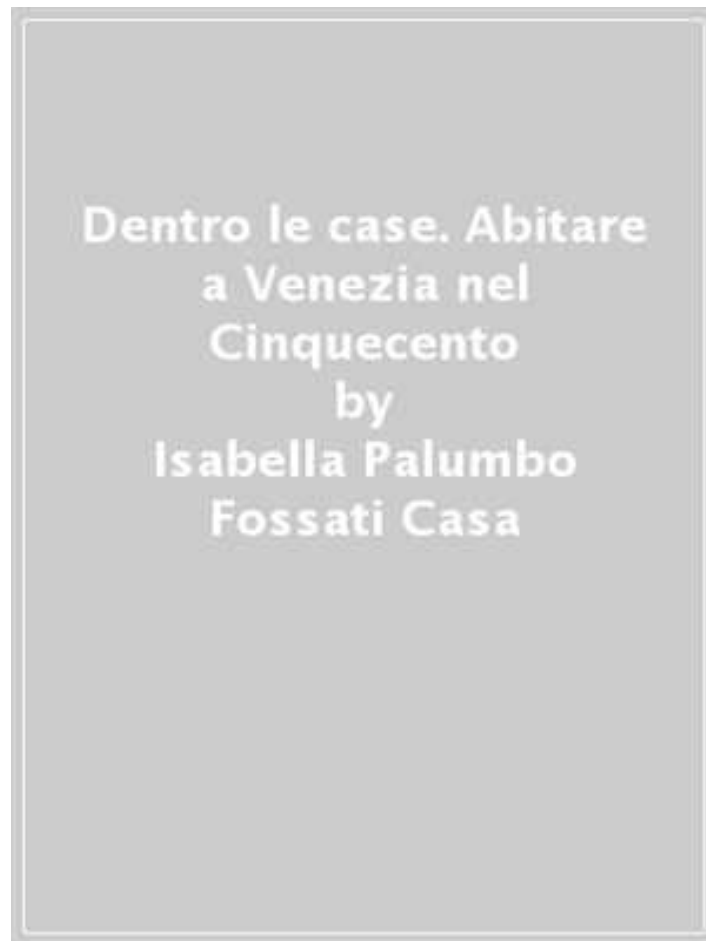 Dentro le case. Abitare
a Venezia nel
Cinquecento
by
Isabella Palumbo
Fossati Casa